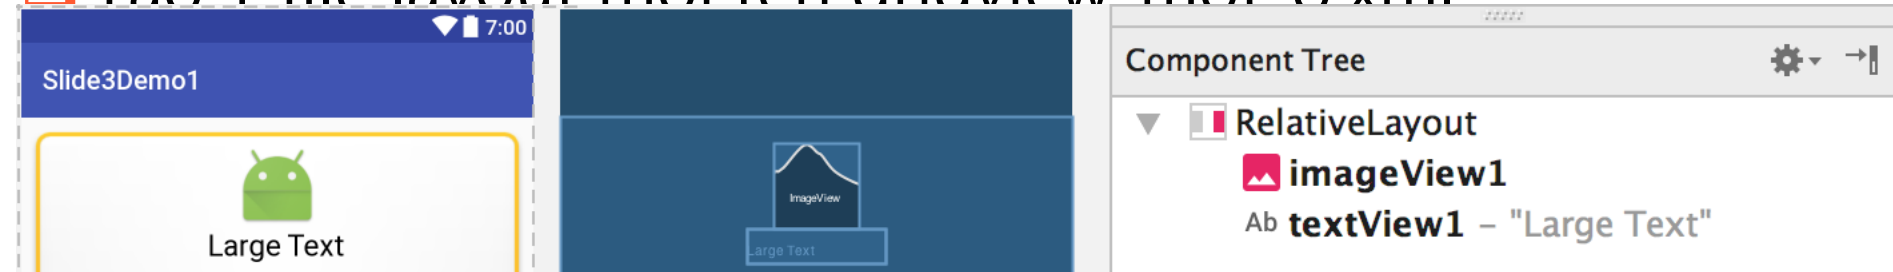 7:00
Slide3Demo1
Large Text
ImageView
Large Text
Component Tree
RelativeLayout
imageView1
Ab textView1 – "Large Text"